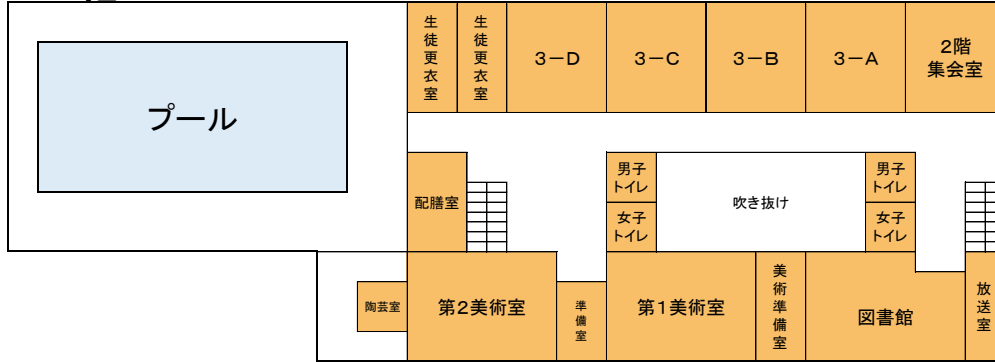 生徒更衣室
生徒更衣室
3－D
3－C
3－B
3－A
2階
集会室
プール
配膳室
男子
トイレ
女子
トイレ
吹き抜け
男子
トイレ
女子
トイレ
陶芸室
第2美術室
準備室
第1美術室
美術準備室
図書館
放送室